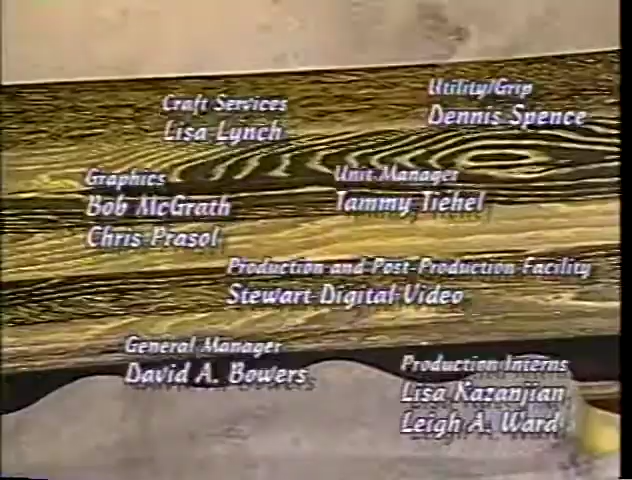 Craft Services
Lisa Lynch
Utility/Grip
Dennis Spence
Graphics
Bob McGrath
Chris Prasol
Unit Manager
Tammy Tiehel
Production and Post-Production Facility
Stewart Digital Video
General Manager
David A. Bowers
Production Interns
Lisa Kazanjian
Leigh A. Ward